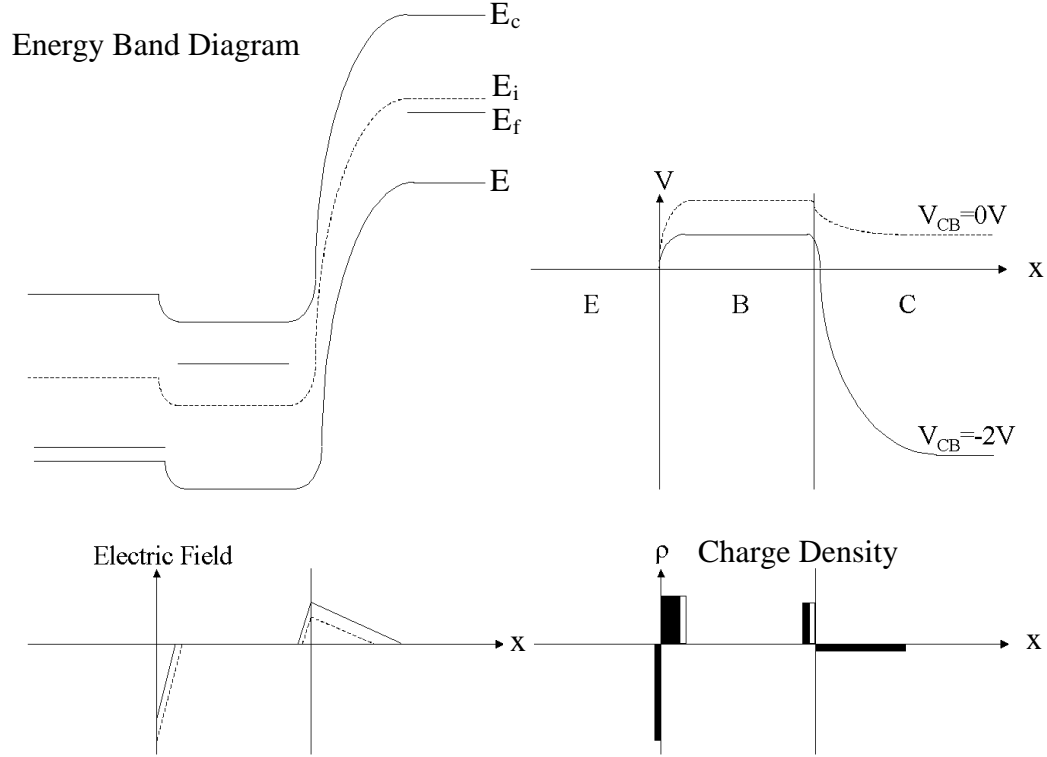 Energy Band Diagram
E_c
E_i
E_f
E
V
V_CB=0V
x
E
B
C
V_CB=-2V
Electric Field
x
ρ
Charge Density
x